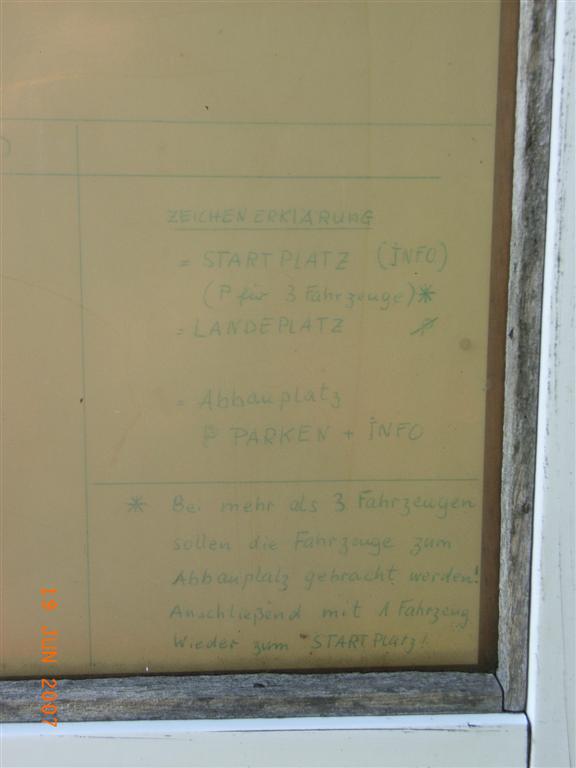 ZEICHENERKLÄRUNG
= STARTPLATZ (INFO)
(P für 3 Fahrzeuge)*
= LANDEPLATZ P
= Abbauplatz
P PARKEN + INFO
* Bei mehr als 3 Fahrzeugen
sollen die Fahrzeuge zum
Abbauplatz gebracht werden!
Anschließend mit 1 Fahrzeug
Wieder zum STARTPlatz!
19 JUN 2007